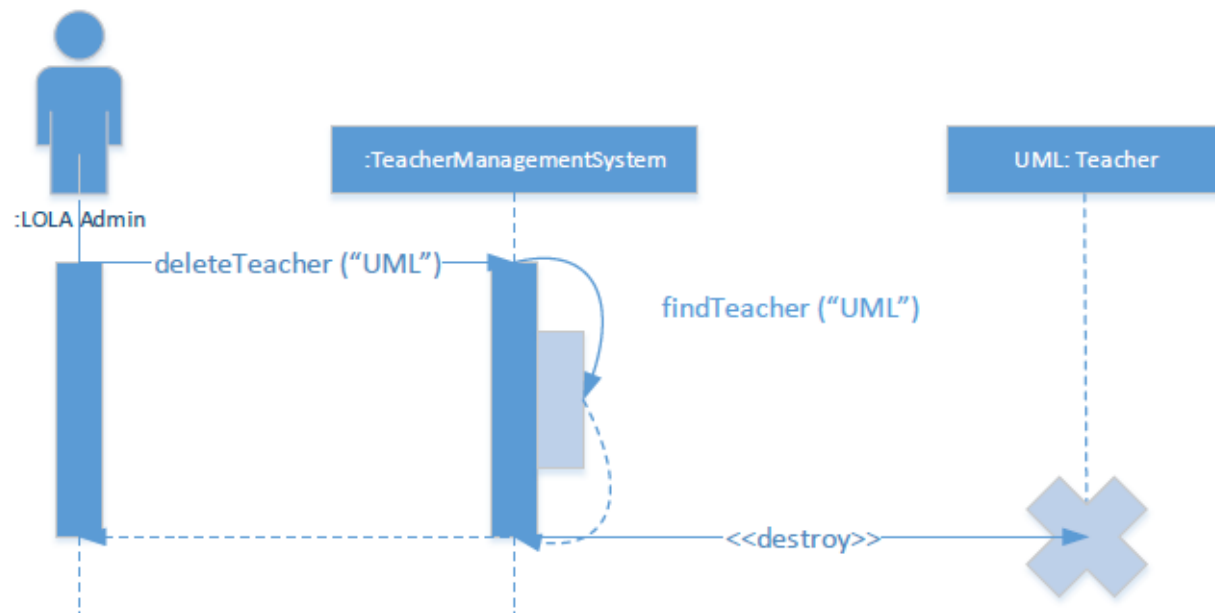 :TeacherManagementSystem
UML: Teacher
:LOLA Admin
deleteTeacher (“UML”)
findTeacher (“UML”)
<<destroy>>